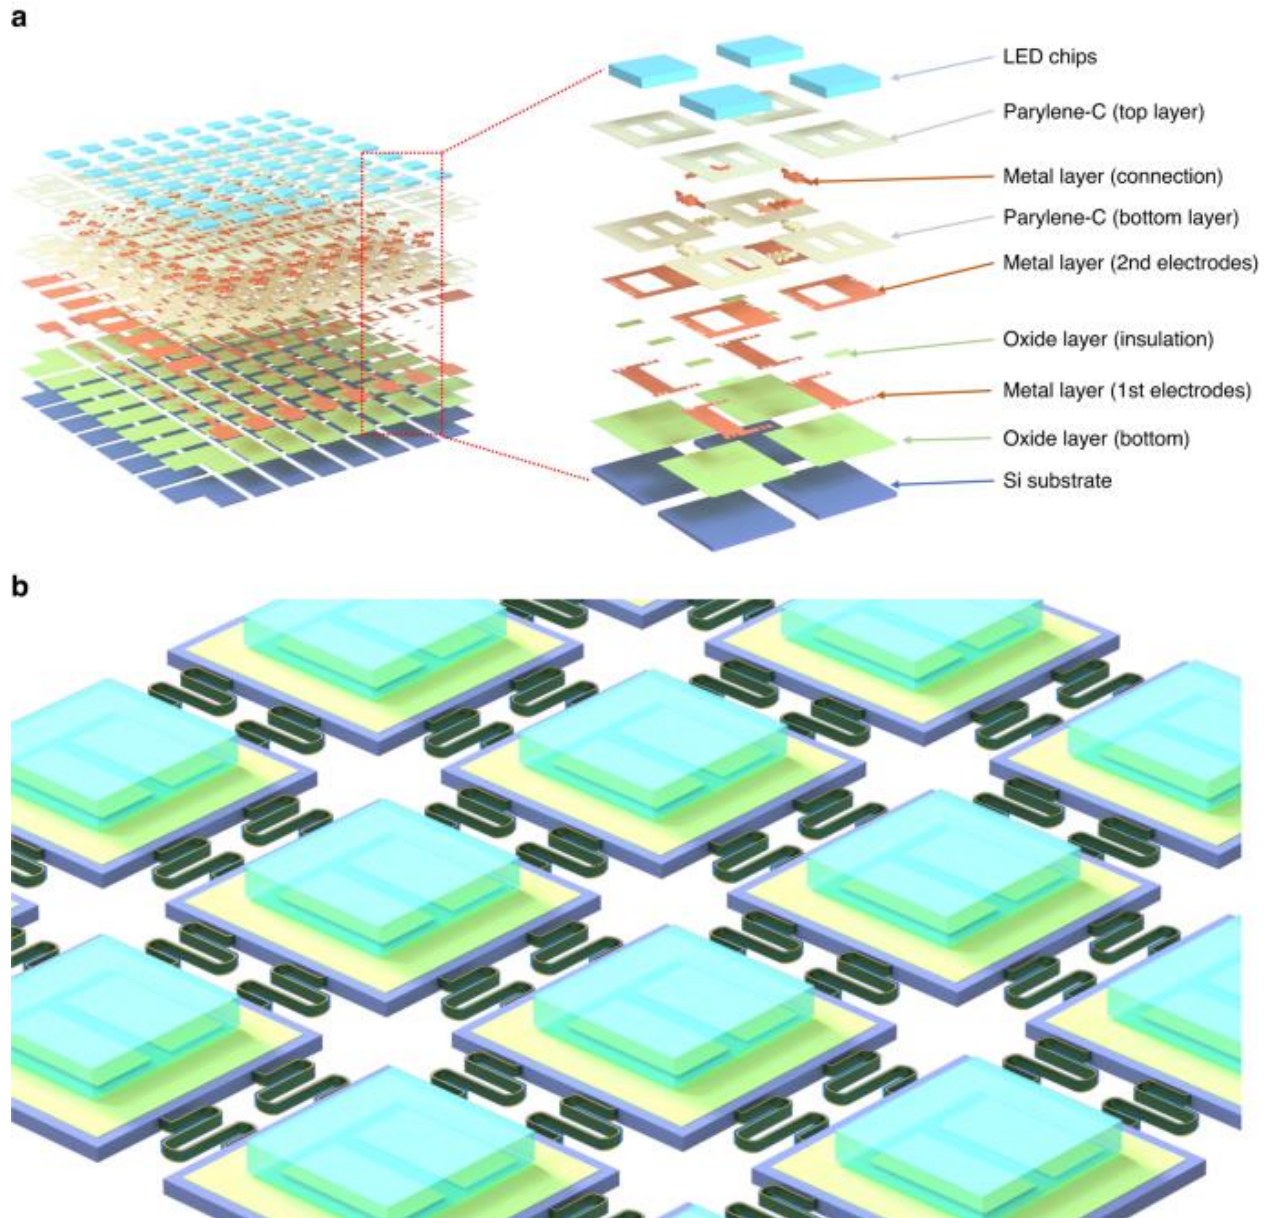 a
LED chips
Parylene-C (top layer)
Metal layer (connection)
Parylene-C (bottom layer)
Metal layer (2nd electrodes)
Oxide layer (insulation)
Metal layer (1st electrodes)
Oxide layer (bottom)
Si substrate
b